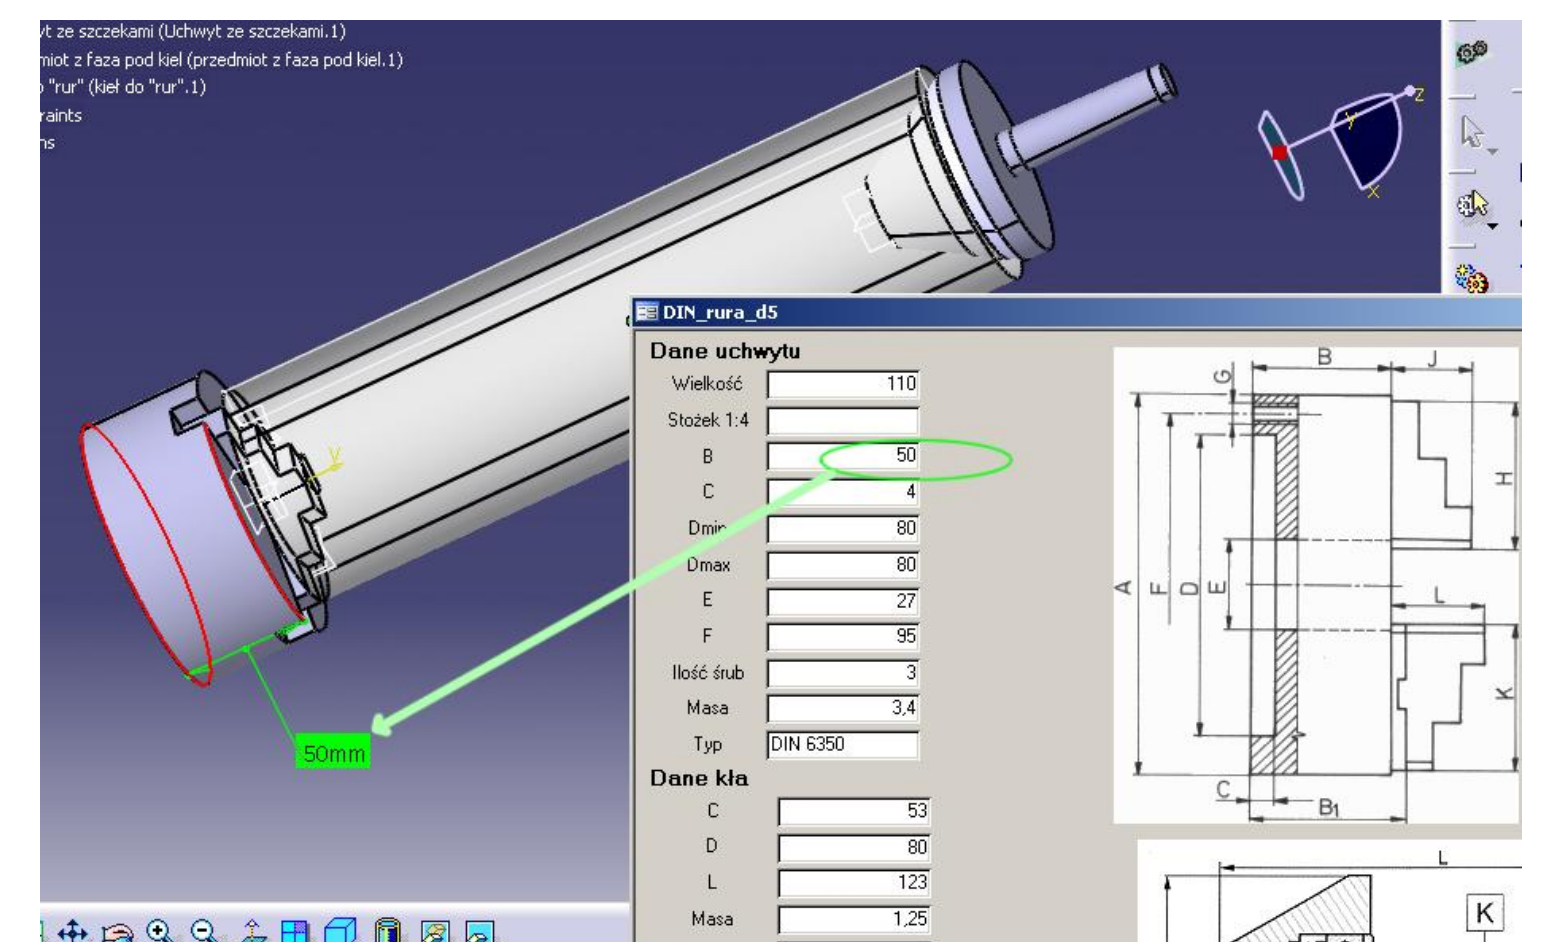 yt ze szczekami (Uchwyt ze szczekami.1)
miot z faza pod kiel (przedmiot z faza pod kiel.1)
"rur" (kieł do "rur".1)
raints
ns
z
y
x
y
50mm
DIN_rura_d5
Dane uchwytu
Wielkość 110
Stożek 1:4
B 50
C 4
Dmin 80
Dmax 80
E 27
F 95
Ilość śrub 3
Masa 3,4
Typ DIN 6350
Dane kła
C 53
D 80
L 123
Masa 1,25
B J
G
H
A F D E
L
K
C
B1
L
K